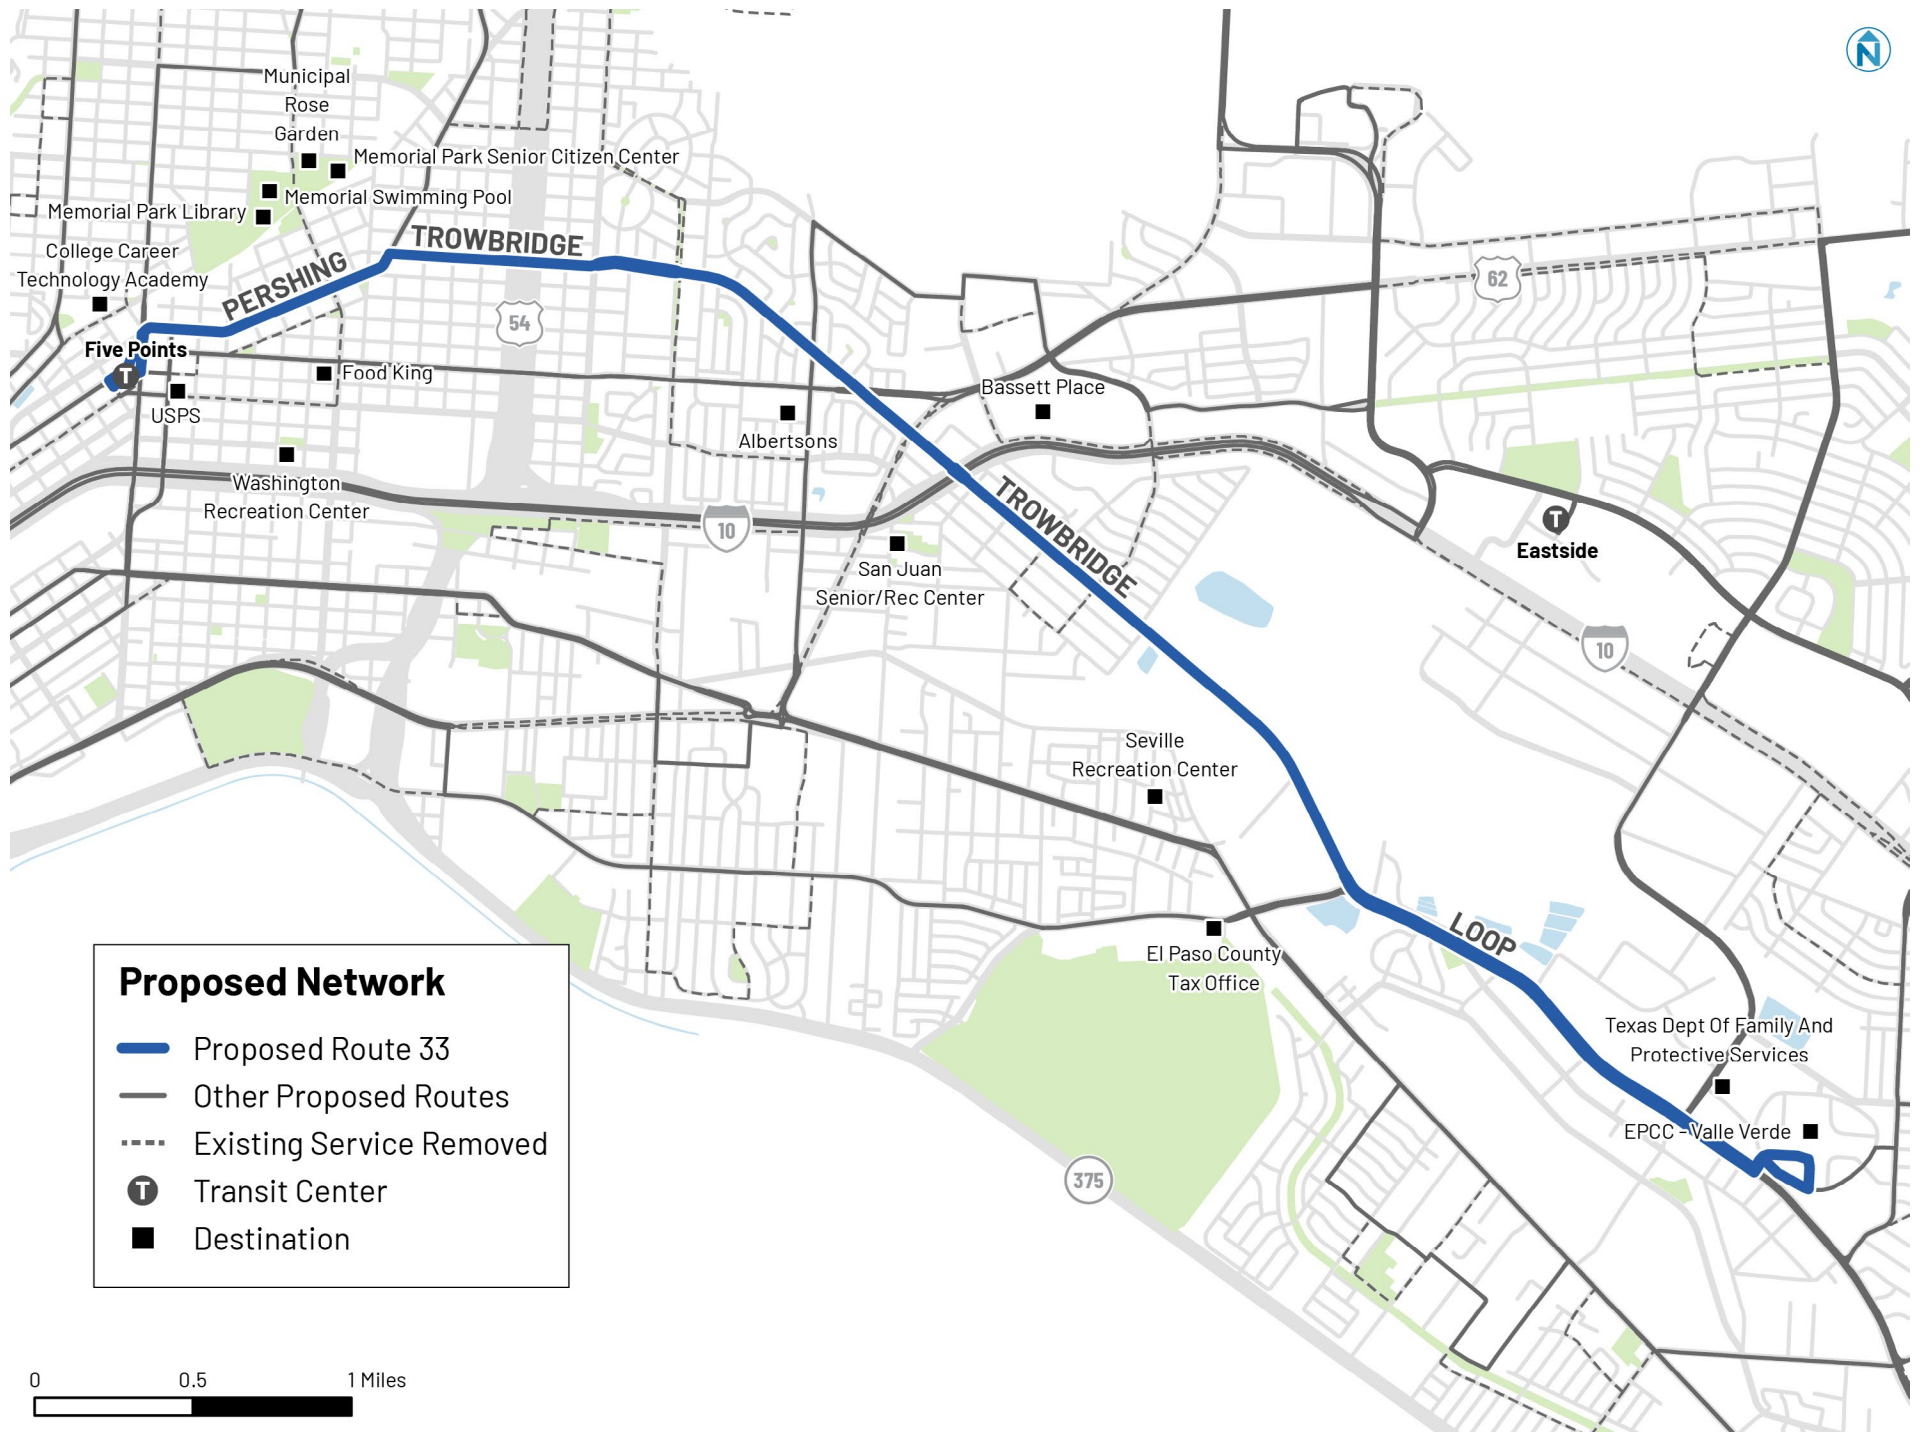 N
Municipal
Rose
Garden
Memorial Park Senior Citizen Center
Memorial Swimming Pool
Memorial Park Library
College Career
Technology Academy
PERSHING
TROWBRIDGE
54
62
Five Points
T
USPS
Food King
Washington
Recreation Center
Albertsons
Bassett Place
10
San Juan
Senior/Rec Center
TROWBRIDGE
T
Eastside
10
Seville
Recreation Center
El Paso County
Tax Office
LOOP
Texas Dept Of Family And
Protective Services
EPCC - Valle Verde
375
Proposed Network
Proposed Route 33
Other Proposed Routes
Existing Service Removed
T Transit Center
Destination
0 0.5 1 Miles